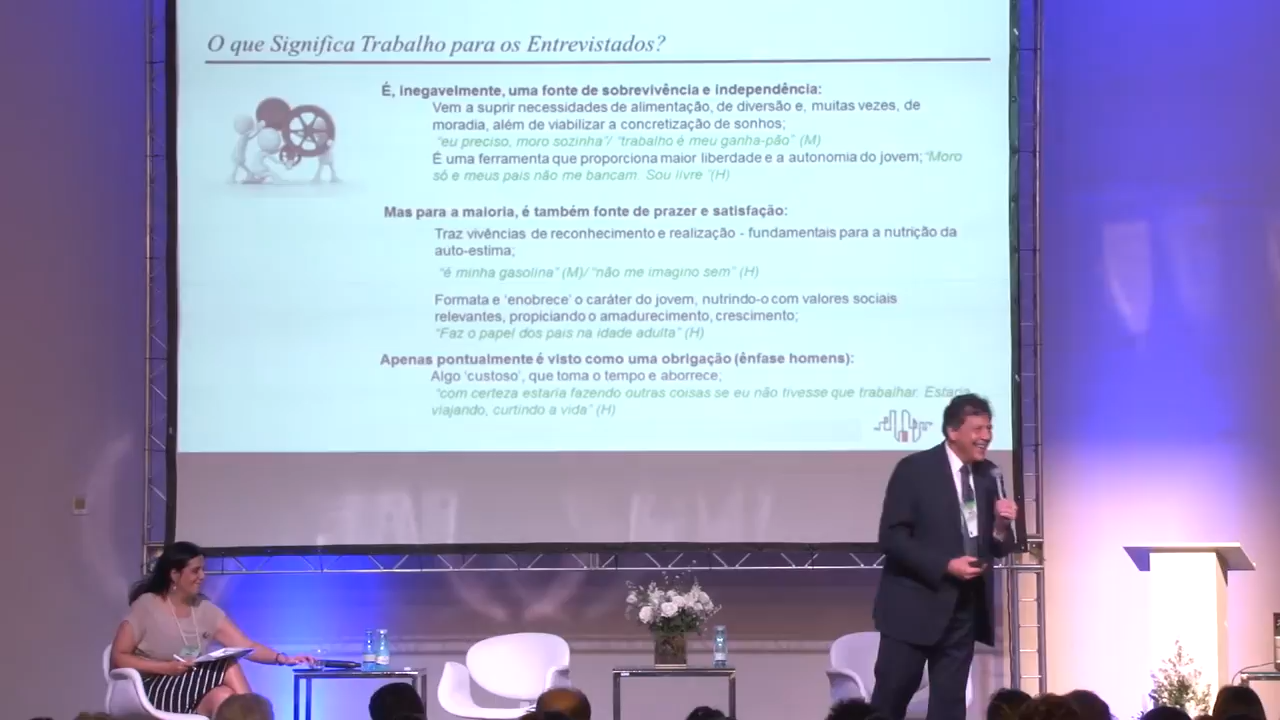 O que Significa Trabalho para os Entrevistados?
É, inegavelmente, uma fonte de sobrevivência e independência:
Vem a suprir necessidades de alimentação, de diversão e, muitas vezes, de
moradia, além de viabilizar a concretização de sonhos;
"eu preciso, moro sozinha"/ "trabalho é meu ganha-pão" (M)
É uma ferramenta que proporciona maior liberdade e a autonomia do jovem; "Moro
só e meus pais não me bancam. Sou livre "(H)
Mas para a maioria, é também fonte de prazer e satisfação:
Traz vivências de reconhecimento e realização - fundamentais para a nutrição da
auto-estima;
"é minha gasolina" (M)/ "não me imagino sem" (H)
Formata e 'enobrece' o caráter do jovem, nutrindo-o com valores sociais
relevantes, propiciando o amadurecimento, crescimento;
"Faz o papel dos pais na idade adulta" (H)
Apenas pontualmente é visto como uma obrigação (ênfase homens):
Algo 'custoso', que toma o tempo e aborrece;
"com certeza estaria fazendo outras coisas se eu não tivesse que trabalhar. Estaria
viajando, curtindo a vida" (H)